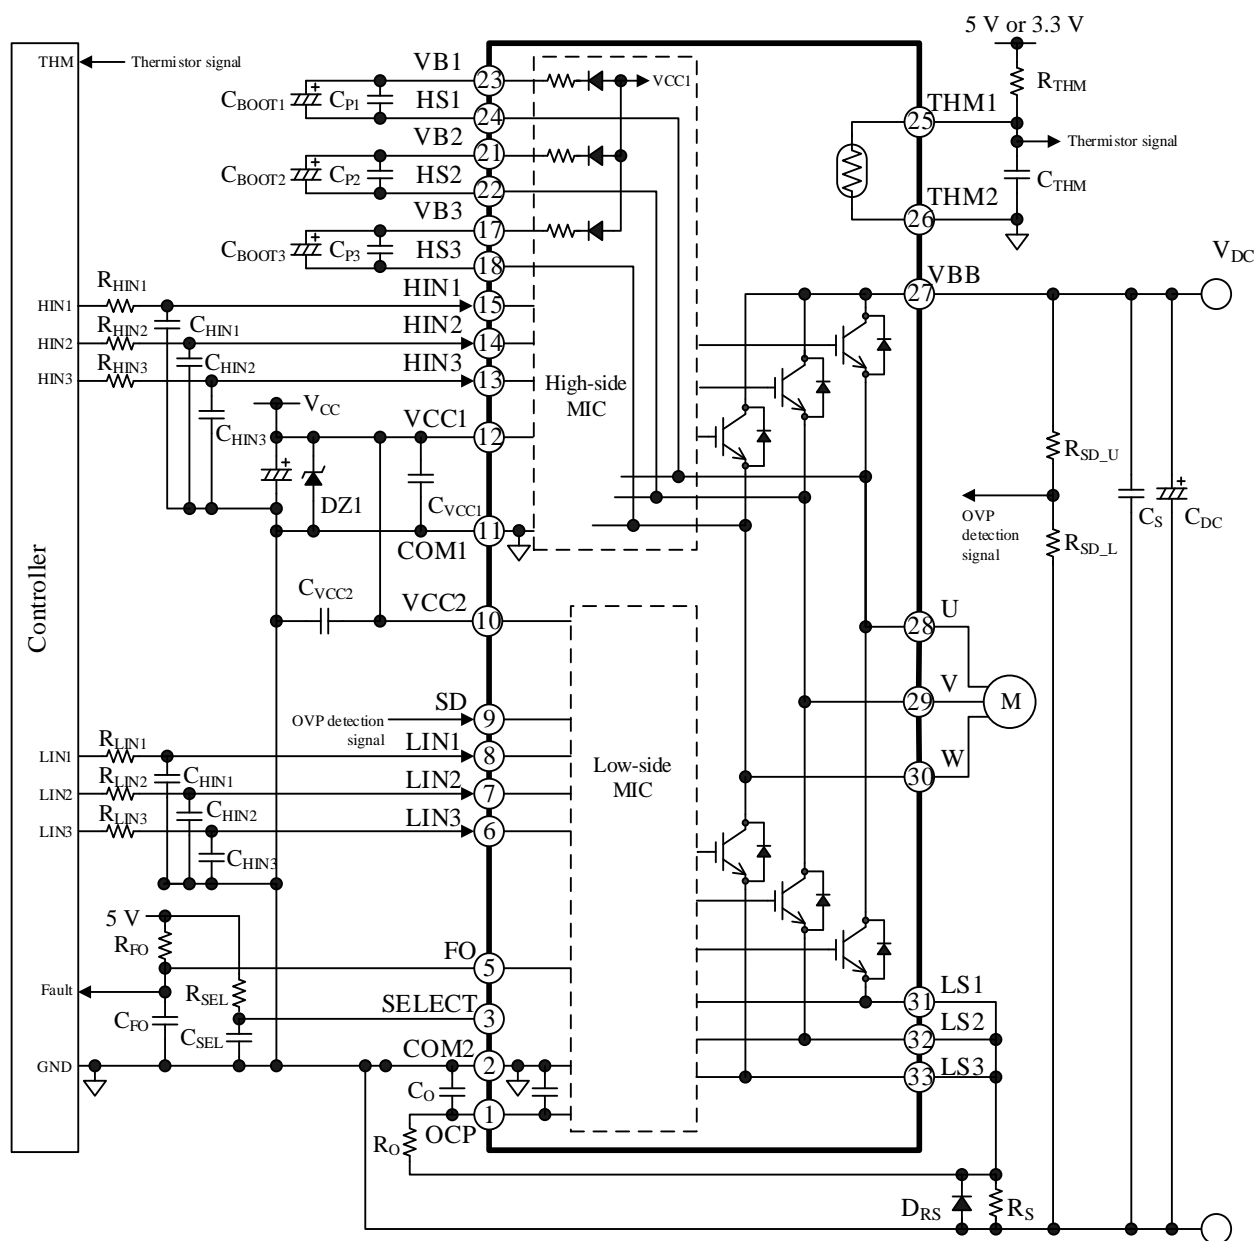 5 V or 3.3 V
THM
Thermistor signal
VB1
23
VCC1
RTHM
CBOOT1
CP1
HS1
24
THM1
25
Thermistor signal
VB2
21
CBOOT2
CP2
HS2
22
CTHM
THM2
26
VB3
17
CBOOT3
CP3
HS3
18
VDC
VBB
27
RHIN1
HIN1
HIN1
15
RHIN2
CHIN1
HIN2
HIN2
14
RHIN3
CHIN2
HIN3
HIN3
13
High-side
MIC
VCC
CHIN3
VCC1
12
RSD_U
DZ1
CVCC1
OVP
detection
signal
CS
CDC
RSD_L
11
COM1
Controller
CVCC2
VCC2
10
U
28
SD
9
OVP detection
signal
V
29
M
RLIN1
LIN1
LIN1
8
RLIN2
CHIN1
LIN2
LIN2
7
Low-side
MIC
W
30
RLIN3
CHIN2
LIN3
LIN3
6
CHIN3
5 V
RFO
FO
5
Fault
RSEL
SELECT
3
LS1
31
CFO
CSEL
LS2
32
COM2
GND
2
LS3
33
CO
1
OCP
RO
DRS
RS